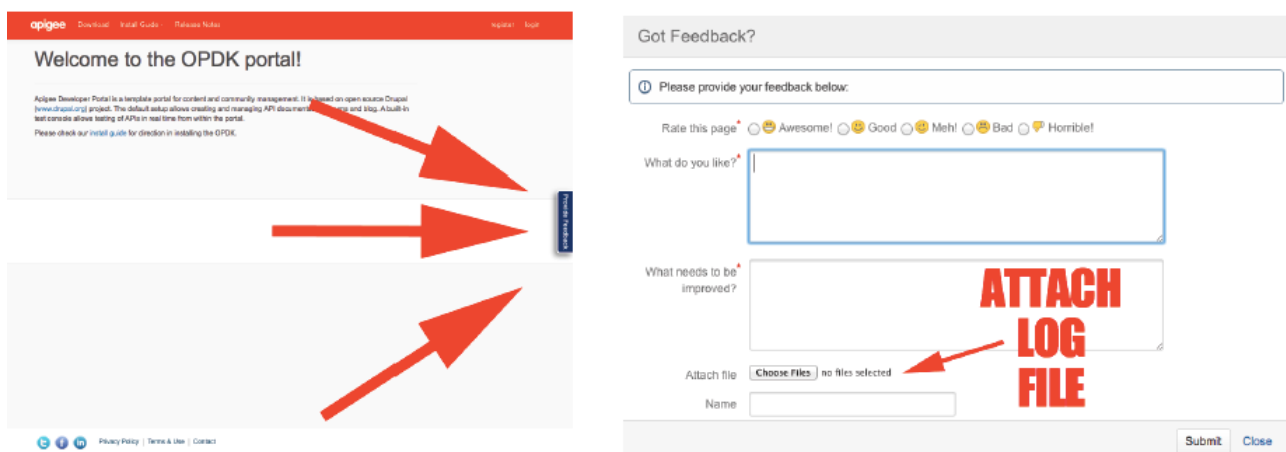 apigee Download Install Guide Release Notes register login
Welcome to the OPDK portal!
Apigee Developer Portal is a template portal for content and community management. It is based on open source Drupal
(www.drupal.org) project. The default setup allows creating and managing API documentation, forums and blog. A built-in
test console allows testing of APIs in real time from within the portal.
Please check our install guide for direction in installing the OPDK.
Provide Feedback
Privacy Policy | Terms & Use | Contact
Got Feedback?
Please provide your feedback below:
Rate this page* Awesome! Good Meh! Bad Horrible!
What do you like?*
What needs to be*
improved?
ATTACH
LOG
FILE
Attach file Choose Files no files selected
Name
Submit Close